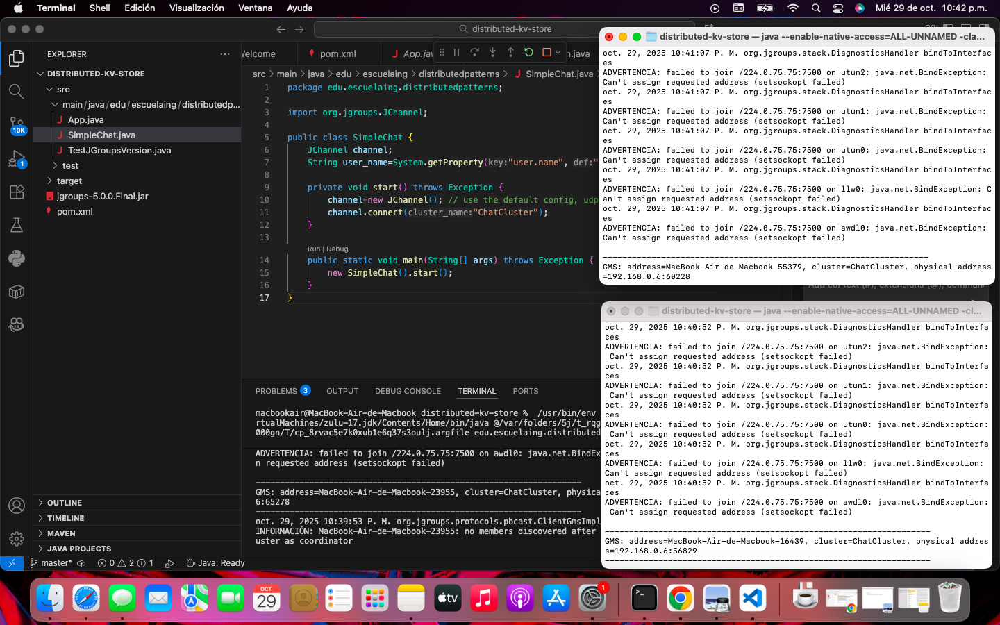 Terminal Shell Edición Visualización Ventana Ayuda
Mié 29 de oct. 10:42 p.m.
distributed-kv-store
EXPLORER
DISTRIBUTED-KV-STORE
src
main/java/edu/escuelaing/distributedp...
App.java
SimpleChat.java
TestJGroupsVersion.java
test
target
jgroups-5.0.0.Final.jar
pom.xml
10K
1
OUTLINE
TIMELINE
MAVEN
JAVA PROJECTS
Welcome
pom.xml
App.jav
n.java
src > main > java > edu > escuelaing > distributedpatterns > SimpleChat.java >
1 package edu.escuelaing.distributedpatterns;
2
3 import org.jgroups.JChannel;
4
5 public class SimpleChat {
6 JChannel channel;
7 String user_name=System.getProperty(key:"user.name", def:"
8
9 private void start() throws Exception {
10 channel=new JChannel(); // use the default config, udp
11 channel.connect(cluster_name:"ChatCluster");
12 }
13
Run | Debug
14 public static void main(String[] args) throws Exception {
15 new SimpleChat().start();
16 }
17 }
PROBLEMS 3 OUTPUT DEBUG CONSOLE TERMINAL PORTS
macbookair@MacBook-Air-de-Macbook distributed-kv-store % /usr/bin/env
rtualMachines/zulu-17.jdk/Contents/Home/bin/java @/var/folders/5j/t_rqg
000gn/T/cp_8rvac5e7k0xub1e6q37s3oulj.argfile edu.escuelaing.distributed
ADVERTENCIA: failed to join /224.0.75.75:7500 on awdl0: java.net.BindEx
n requested address (setsockopt failed)
-------------------------------------------------------------------
GMS: address=MacBook-Air-de-Macbook-23955, cluster=ChatCluster, physica
6:65278
-------------------------------------------------------------------
oct. 29, 2025 10:39:53 P. M. org.jgroups.protocols.pbcast.ClientGmsImpl
INFORMACIÓN: MacBook-Air-de-Macbook-23955: no members discovered after
uster as coordinator
master* 0 2 1 Java: Ready
distributed-kv-store — java --enable-native-access=ALL-UNNAMED -cla...
oct. 29, 2025 10:41:07 P. M. org.jgroups.stack.DiagnosticsHandler bindToInterfac
es
ADVERTENCIA: failed to join /224.0.75.75:7500 on utun2: java.net.BindException:
Can't assign requested address (setsockopt failed)
oct. 29, 2025 10:41:07 P. M. org.jgroups.stack.DiagnosticsHandler bindToInterfac
es
ADVERTENCIA: failed to join /224.0.75.75:7500 on utun1: java.net.BindException:
Can't assign requested address (setsockopt failed)
oct. 29, 2025 10:41:07 P. M. org.jgroups.stack.DiagnosticsHandler bindToInterfac
es
ADVERTENCIA: failed to join /224.0.75.75:7500 on utun0: java.net.BindException:
Can't assign requested address (setsockopt failed)
oct. 29, 2025 10:41:07 P. M. org.jgroups.stack.DiagnosticsHandler bindToInterfac
es
ADVERTENCIA: failed to join /224.0.75.75:7500 on llw0: java.net.BindException: C
an't assign requested address (setsockopt failed)
oct. 29, 2025 10:41:07 P. M. org.jgroups.stack.DiagnosticsHandler bindToInterfac
es
ADVERTENCIA: failed to join /224.0.75.75:7500 on awdl0: java.net.BindException:
Can't assign requested address (setsockopt failed)
-------------------------------------------------------------------
GMS: address=MacBook-Air-de-Macbook-55379, cluster=ChatCluster, physical address
=192.168.0.6:60228
Add context (#), extensions (@), comman
distributed-kv-store — java --enable-native-access=ALL-UNNAMED -cl...
oct. 29, 2025 10:40:52 P. M. org.jgroups.stack.DiagnosticsHandler bindToInterfa
ces
ADVERTENCIA: failed to join /224.0.75.75:7500 on utun2: java.net.BindException:
Can't assign requested address (setsockopt failed)
oct. 29, 2025 10:40:52 P. M. org.jgroups.stack.DiagnosticsHandler bindToInterfa
ces
ADVERTENCIA: failed to join /224.0.75.75:7500 on utun1: java.net.BindException:
Can't assign requested address (setsockopt failed)
oct. 29, 2025 10:40:52 P. M. org.jgroups.stack.DiagnosticsHandler bindToInterfa
ces
ADVERTENCIA: failed to join /224.0.75.75:7500 on utun0: java.net.BindException:
Can't assign requested address (setsockopt failed)
oct. 29, 2025 10:40:52 P. M. org.jgroups.stack.DiagnosticsHandler bindToInterfa
ces
ADVERTENCIA: failed to join /224.0.75.75:7500 on llw0: java.net.BindException:
Can't assign requested address (setsockopt failed)
oct. 29, 2025 10:40:52 P. M. org.jgroups.stack.DiagnosticsHandler bindToInterfa
ces
ADVERTENCIA: failed to join /224.0.75.75:7500 on awdl0: java.net.BindException:
Can't assign requested address (setsockopt failed)
-------------------------------------------------------------------
GMS: address=MacBook-Air-de-Macbook-16439, cluster=ChatCluster, physical addres
s=192.168.0.6:56829
-------------------------------------------------------------------
OCT.
29
tv
1